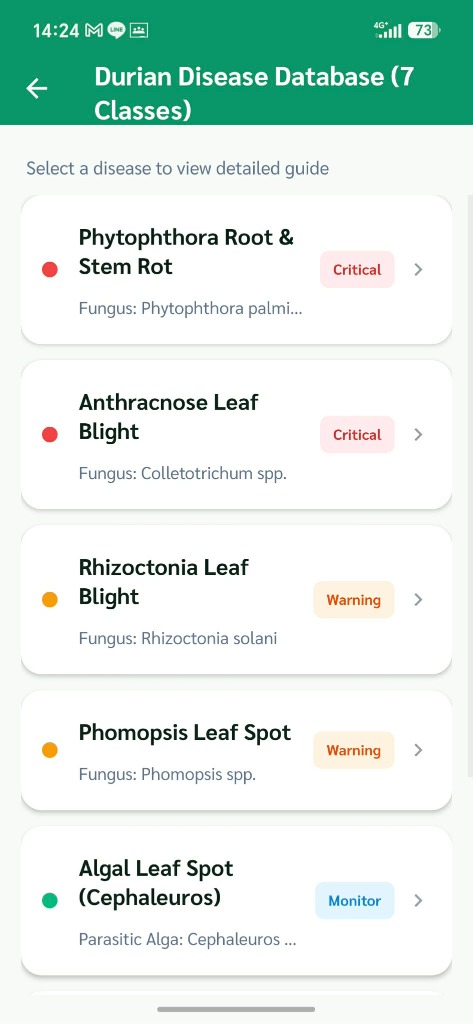 14:24
LINE
4G+
73
Durian Disease Database (7
Classes)
Select a disease to view detailed guide
Phytophthora Root &
Stem Rot
Critical
Fungus: Phytophthora palmi...
Anthracnose Leaf
Blight
Critical
Fungus: Colletotrichum spp.
Rhizoctonia Leaf
Blight
Warning
Fungus: Rhizoctonia solani
Phomopsis Leaf Spot
Warning
Fungus: Phomopsis spp.
Algal Leaf Spot
(Cephaleuros)
Monitor
Parasitic Alga: Cephaleuros ...